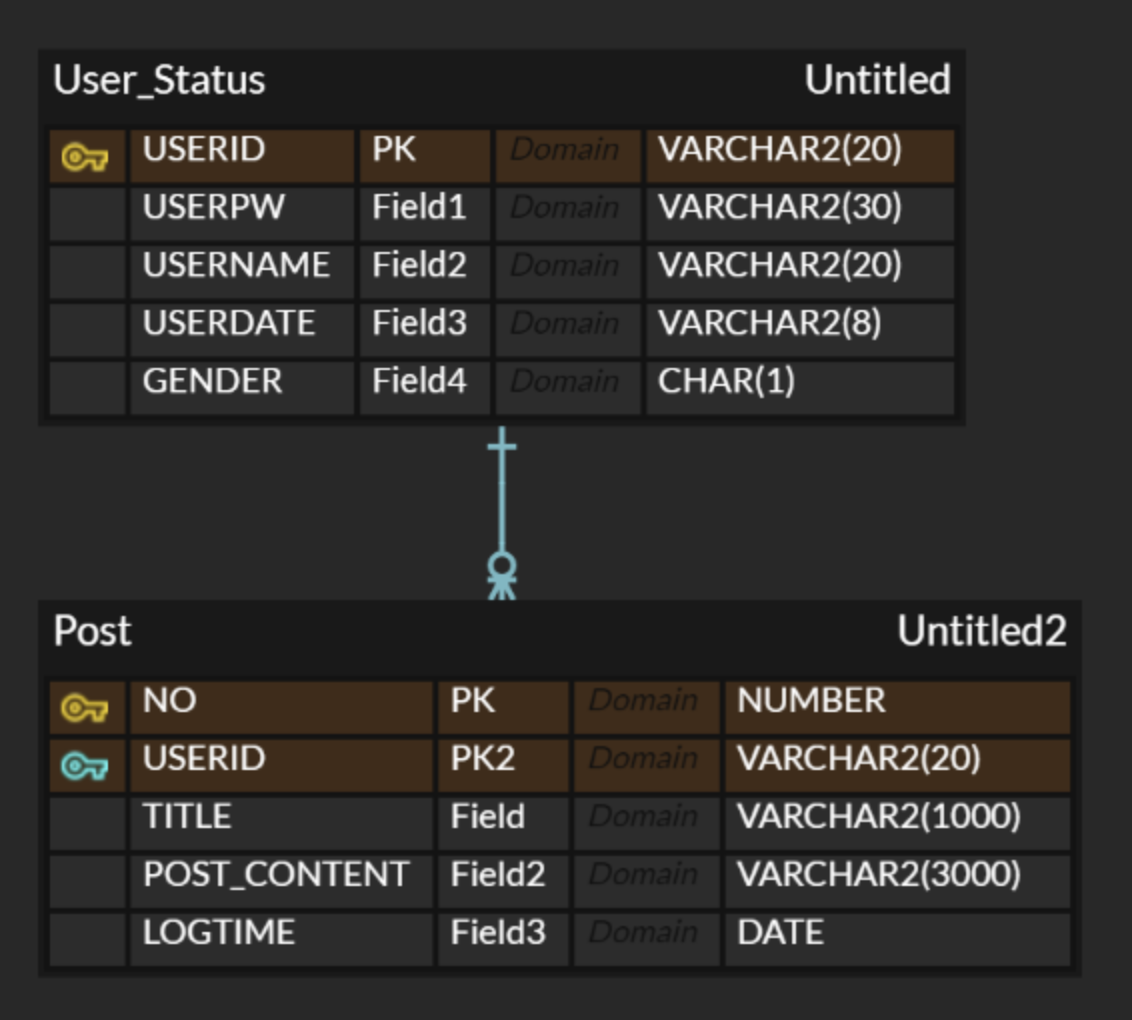 User_Status Untitled
USERID PK Domain VARCHAR2(20)
USERPW Field1 Domain VARCHAR2(30)
USERNAME Field2 Domain VARCHAR2(20)
USERDATE Field3 Domain VARCHAR2(8)
GENDER Field4 Domain CHAR(1)
Post Untitled2
NO PK Domain NUMBER
USERID PK2 Domain VARCHAR2(20)
TITLE Field Domain VARCHAR2(1000)
POST_CONTENT Field2 Domain VARCHAR2(3000)
LOGTIME Field3 Domain DATE